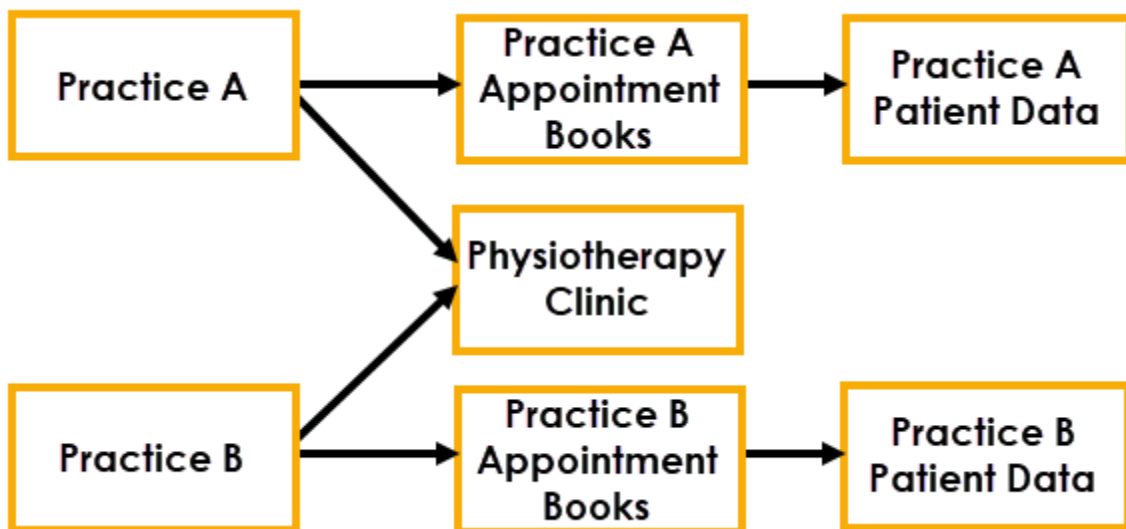 Practice A
Practice A
Appointment
Books
Practice A
Patient Data
Physiotherapy
Clinic
Practice B
Practice B
Appointment
Books
Practice B
Patient Data